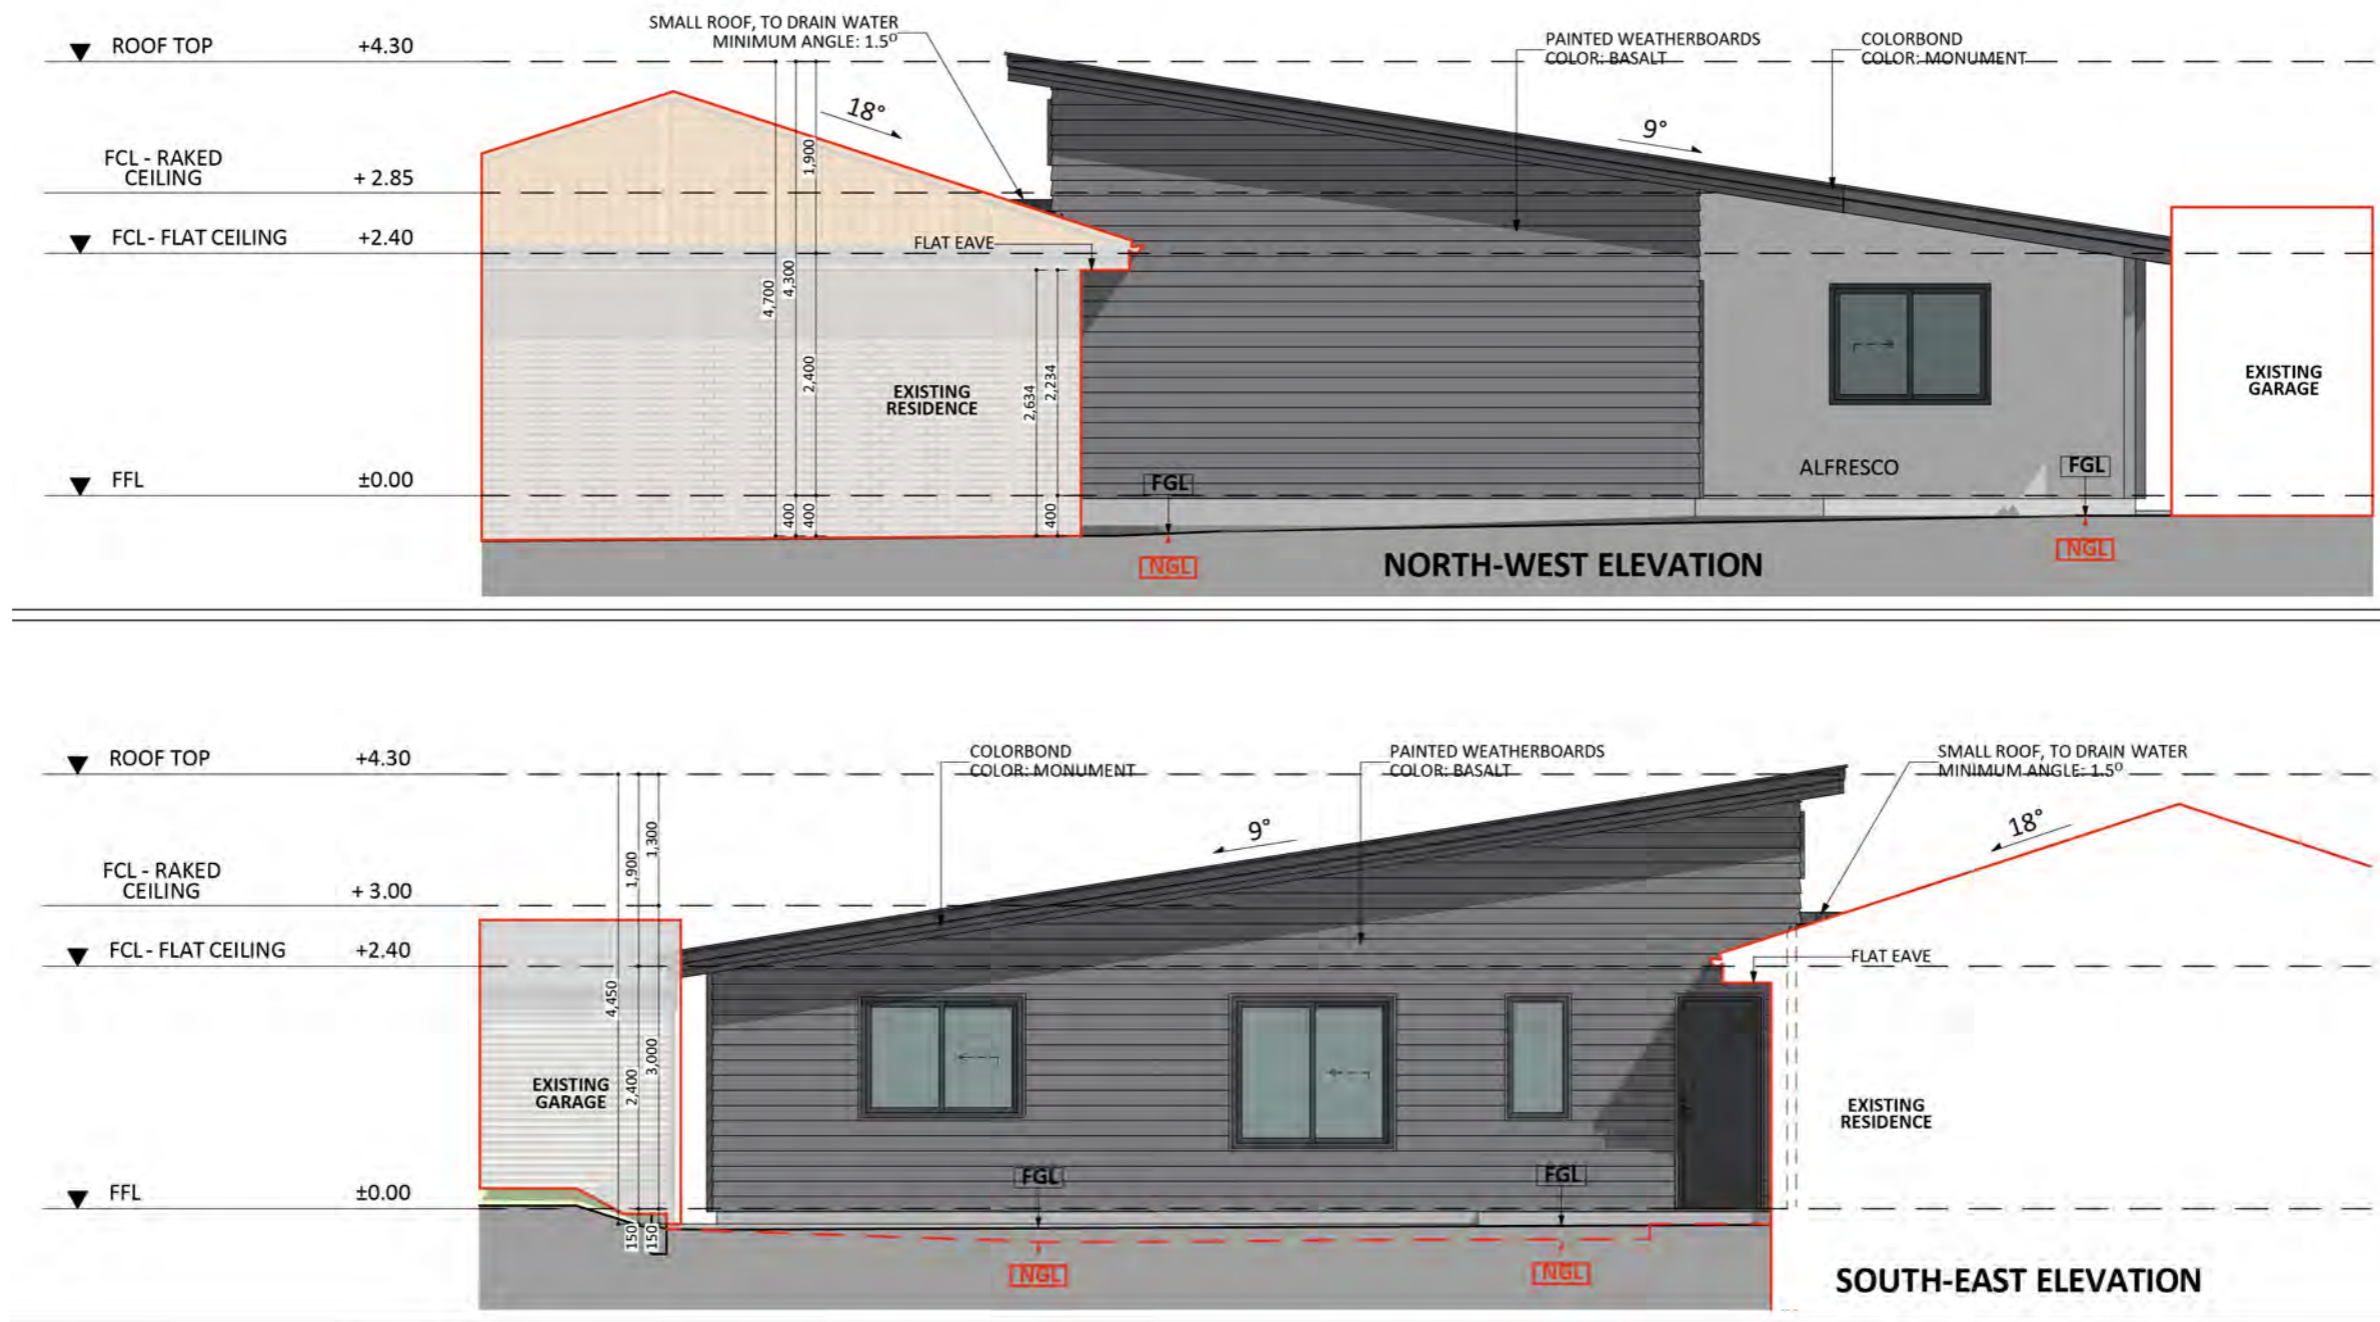 SMALL ROOF, TO DRAIN WATER
MINIMUM ANGLE: 1.5⁰
PAINTED WEATHERBOARDS
COLOR: BASALT
COLORBOND
COLOR: MONUMENT
ROOF TOP +4.30
18°
9°
1,900
FCL - RAKED
CEILING + 2.85
FCL- FLAT CEILING +2.40
FLAT EAVE
4,700
4,300
2,400
2,634
2,234
EXISTING
RESIDENCE
EXISTING
GARAGE
ALFRESCO
FGL
FGL
FFL ±0.00
400
400
400
NGL
NGL
NORTH-WEST ELEVATION
COLORBOND
COLOR: MONUMENT
PAINTED WEATHERBOARDS
COLOR: BASALT
SMALL ROOF, TO DRAIN WATER
MINIMUM ANGLE: 1.5⁰
ROOF TOP +4.30
9°
18°
1,300
1,900
FCL - RAKED
CEILING + 3.00
FCL- FLAT CEILING +2.40
FLAT EAVE
4,450
3,000
2,400
EXISTING
GARAGE
EXISTING
RESIDENCE
FGL
FGL
FFL ±0.00
150
150
NGL
NGL
SOUTH-EAST ELEVATION